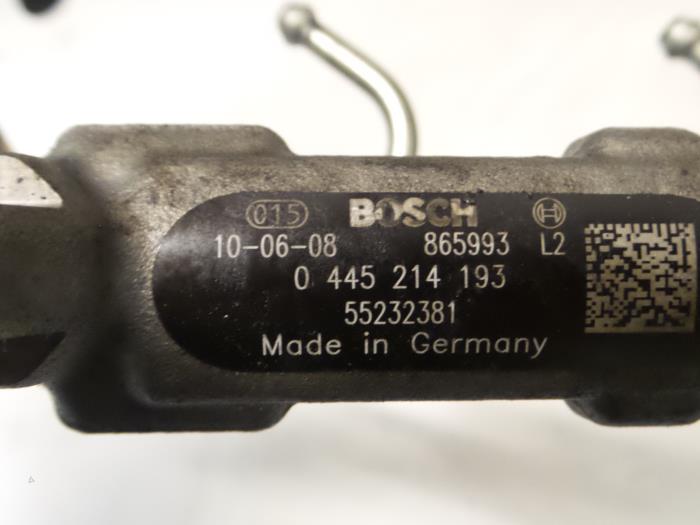 015 BOSCH
10-06-08 865993 L2
0 445 214 193
55232381
Made in Germany